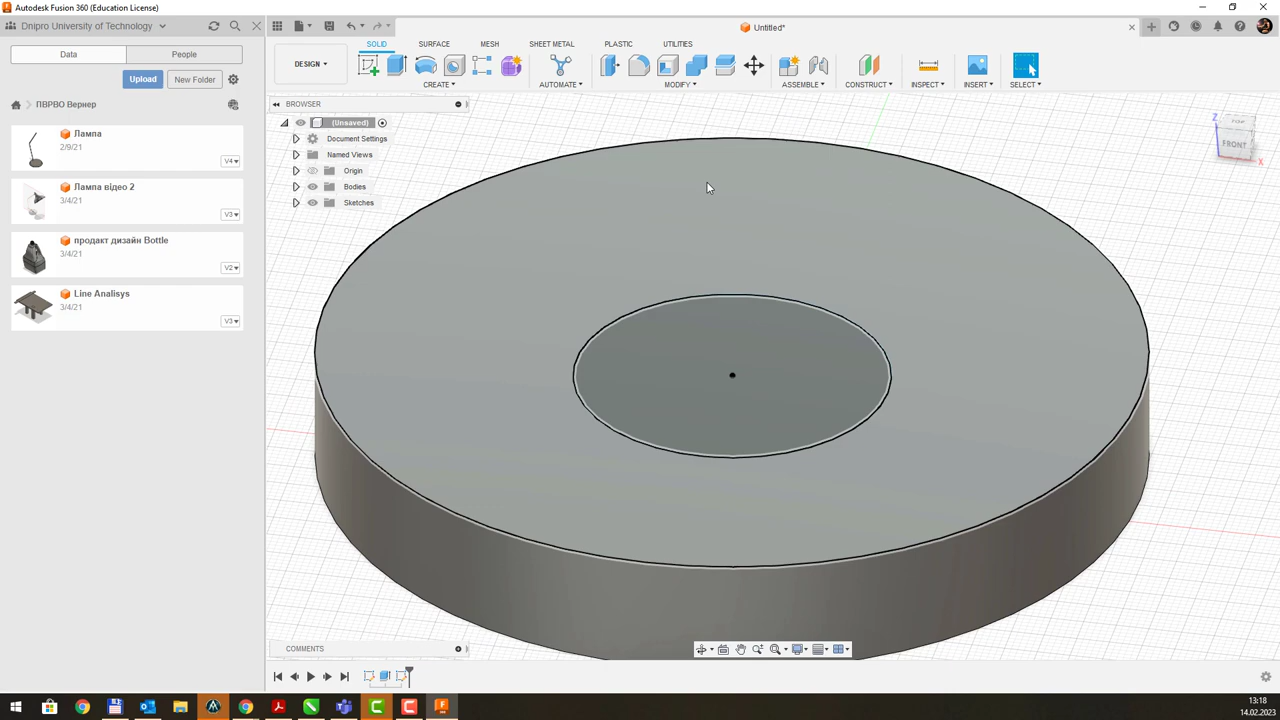 Autodesk Fusion 360 (Education License)
Dnipro University of Technology
Untitled*
Data
People
Upload
New Folder
ПВРВО Вернер
Лампа
2/9/21
V4
Лампа відео 2
3/4/21
V3
продакт дизайн Bottle
3/4/21
V2
Line Analisys
3/4/21
V3
SOLID
SURFACE
MESH
SHEET METAL
PLASTIC
UTILITIES
DESIGN
CREATE
AUTOMATE
MODIFY
ASSEMBLE
CONSTRUCT
INSPECT
INSERT
SELECT
BROWSER
(Unsaved)
Document Settings
Named Views
Origin
Bodies
Sketches
Z
TOP
FRONT
X
COMMENTS
13:18
14.02.2023